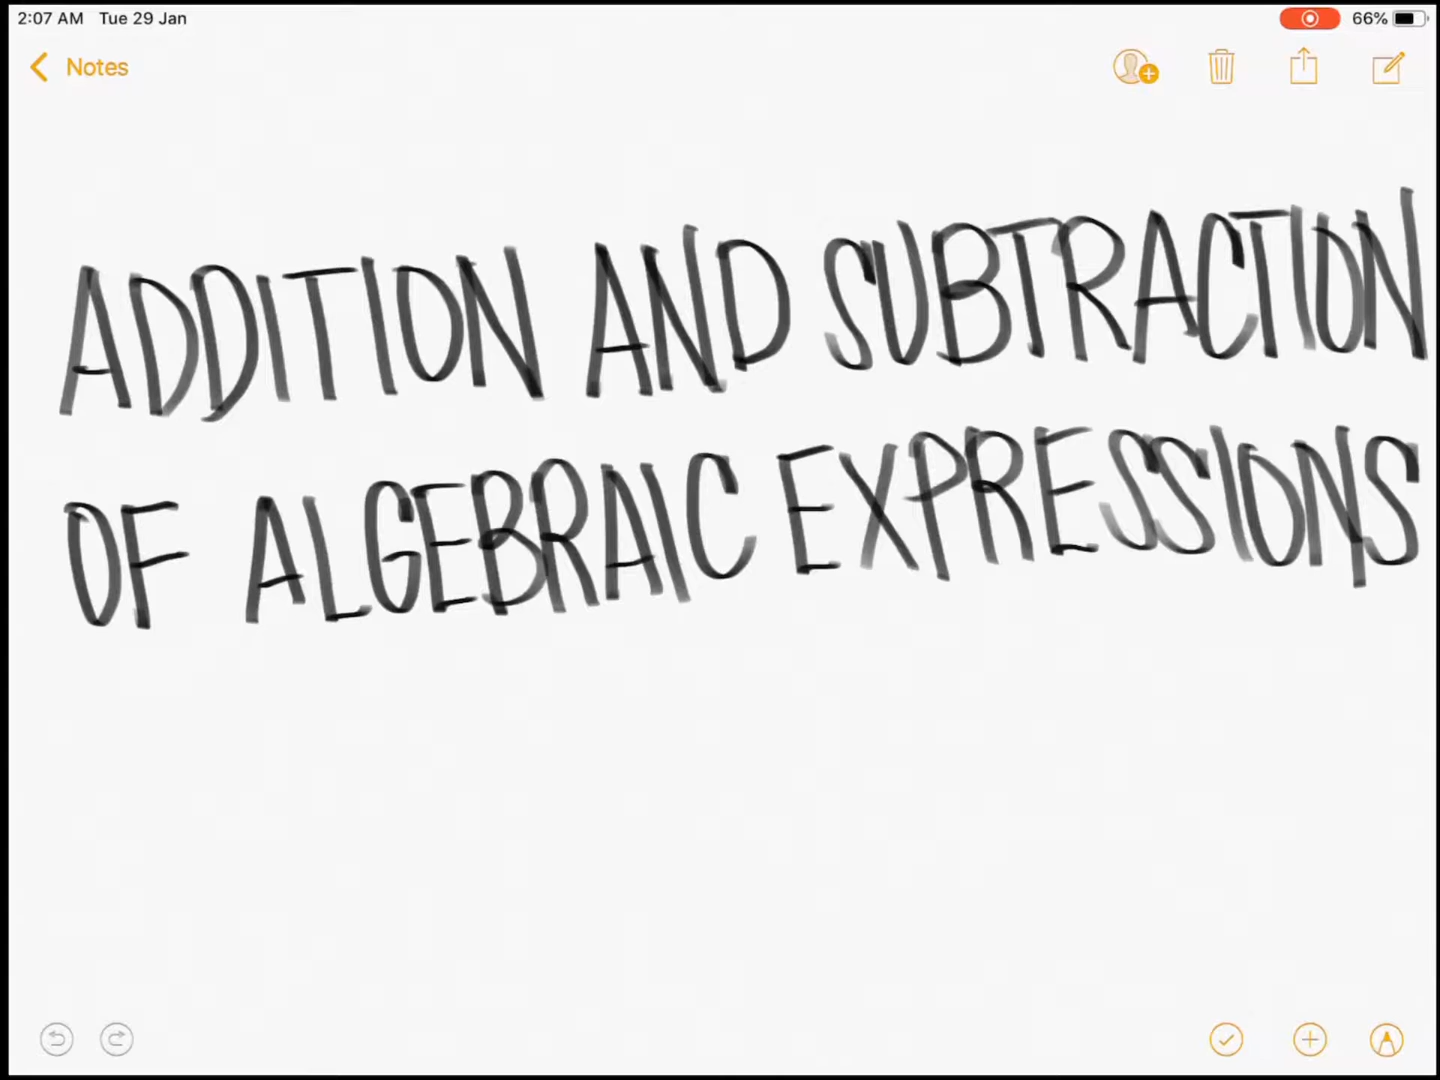 2:07 AM Tue 29 Jan 66%
Notes
ADDITION AND SUBTRACTION
OF ALGEBRAIC EXPRESSIONS